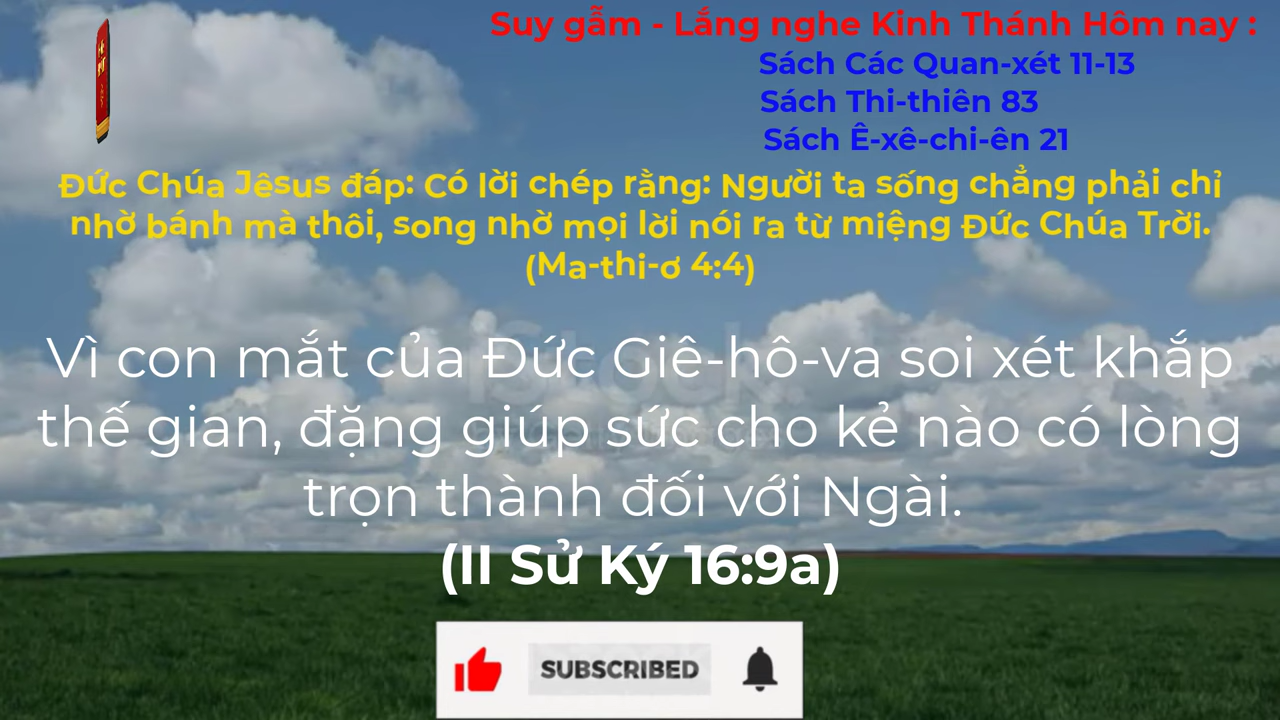 Suy gẫm - Lắng nghe Kinh Thánh Hôm nay :
Sách Các Quan-xét 11-13
Sách Thi-thiên 83
Sách Ê-xê-chi-ên 21
Đức Chúa Jêsus đáp: Có lời chép rằng: Người ta sống chẳng phải chỉ
nhờ bánh mà thôi, song nhờ mọi lời nói ra từ miệng Đức Chúa Trời.
(Ma-thi-ơ 4:4)
Vì con mắt của Đức Giê-hô-va soi xét khắp
thế gian, đặng giúp sức cho kẻ nào có lòng
trọn thành đối với Ngài.
(II Sử Ký 16:9a)
SUBSCRIBED